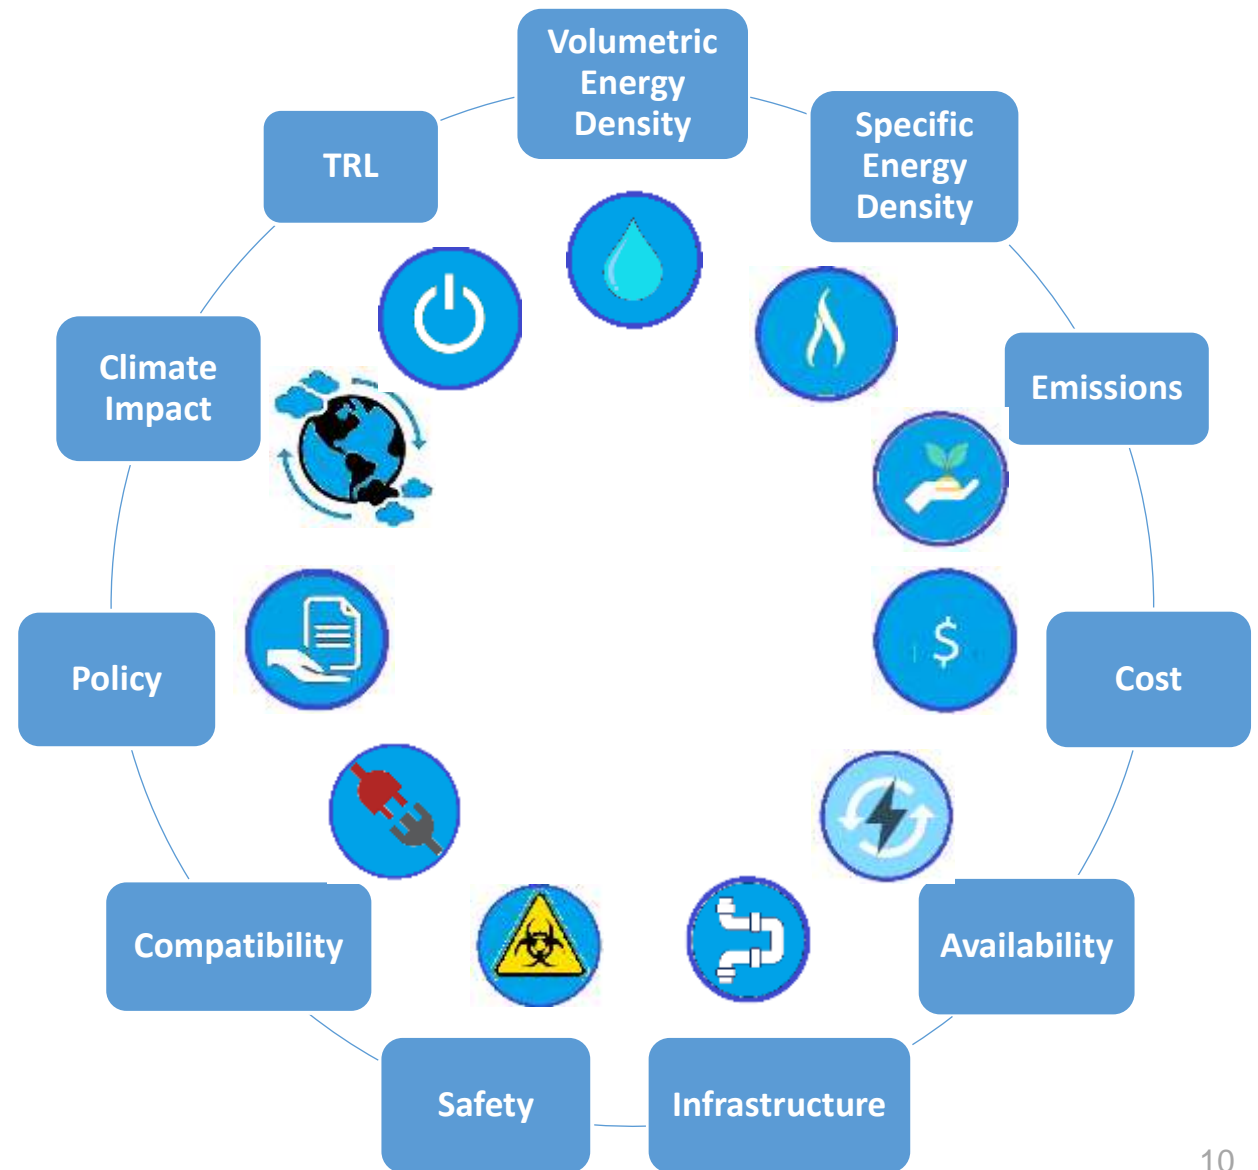 Volumetric
Energy
Density
Specific
Energy
Density
Emissions
$
Cost
Availability
Infrastructure
Safety
Compatibility
Policy
Climate
Impact
TRL
10